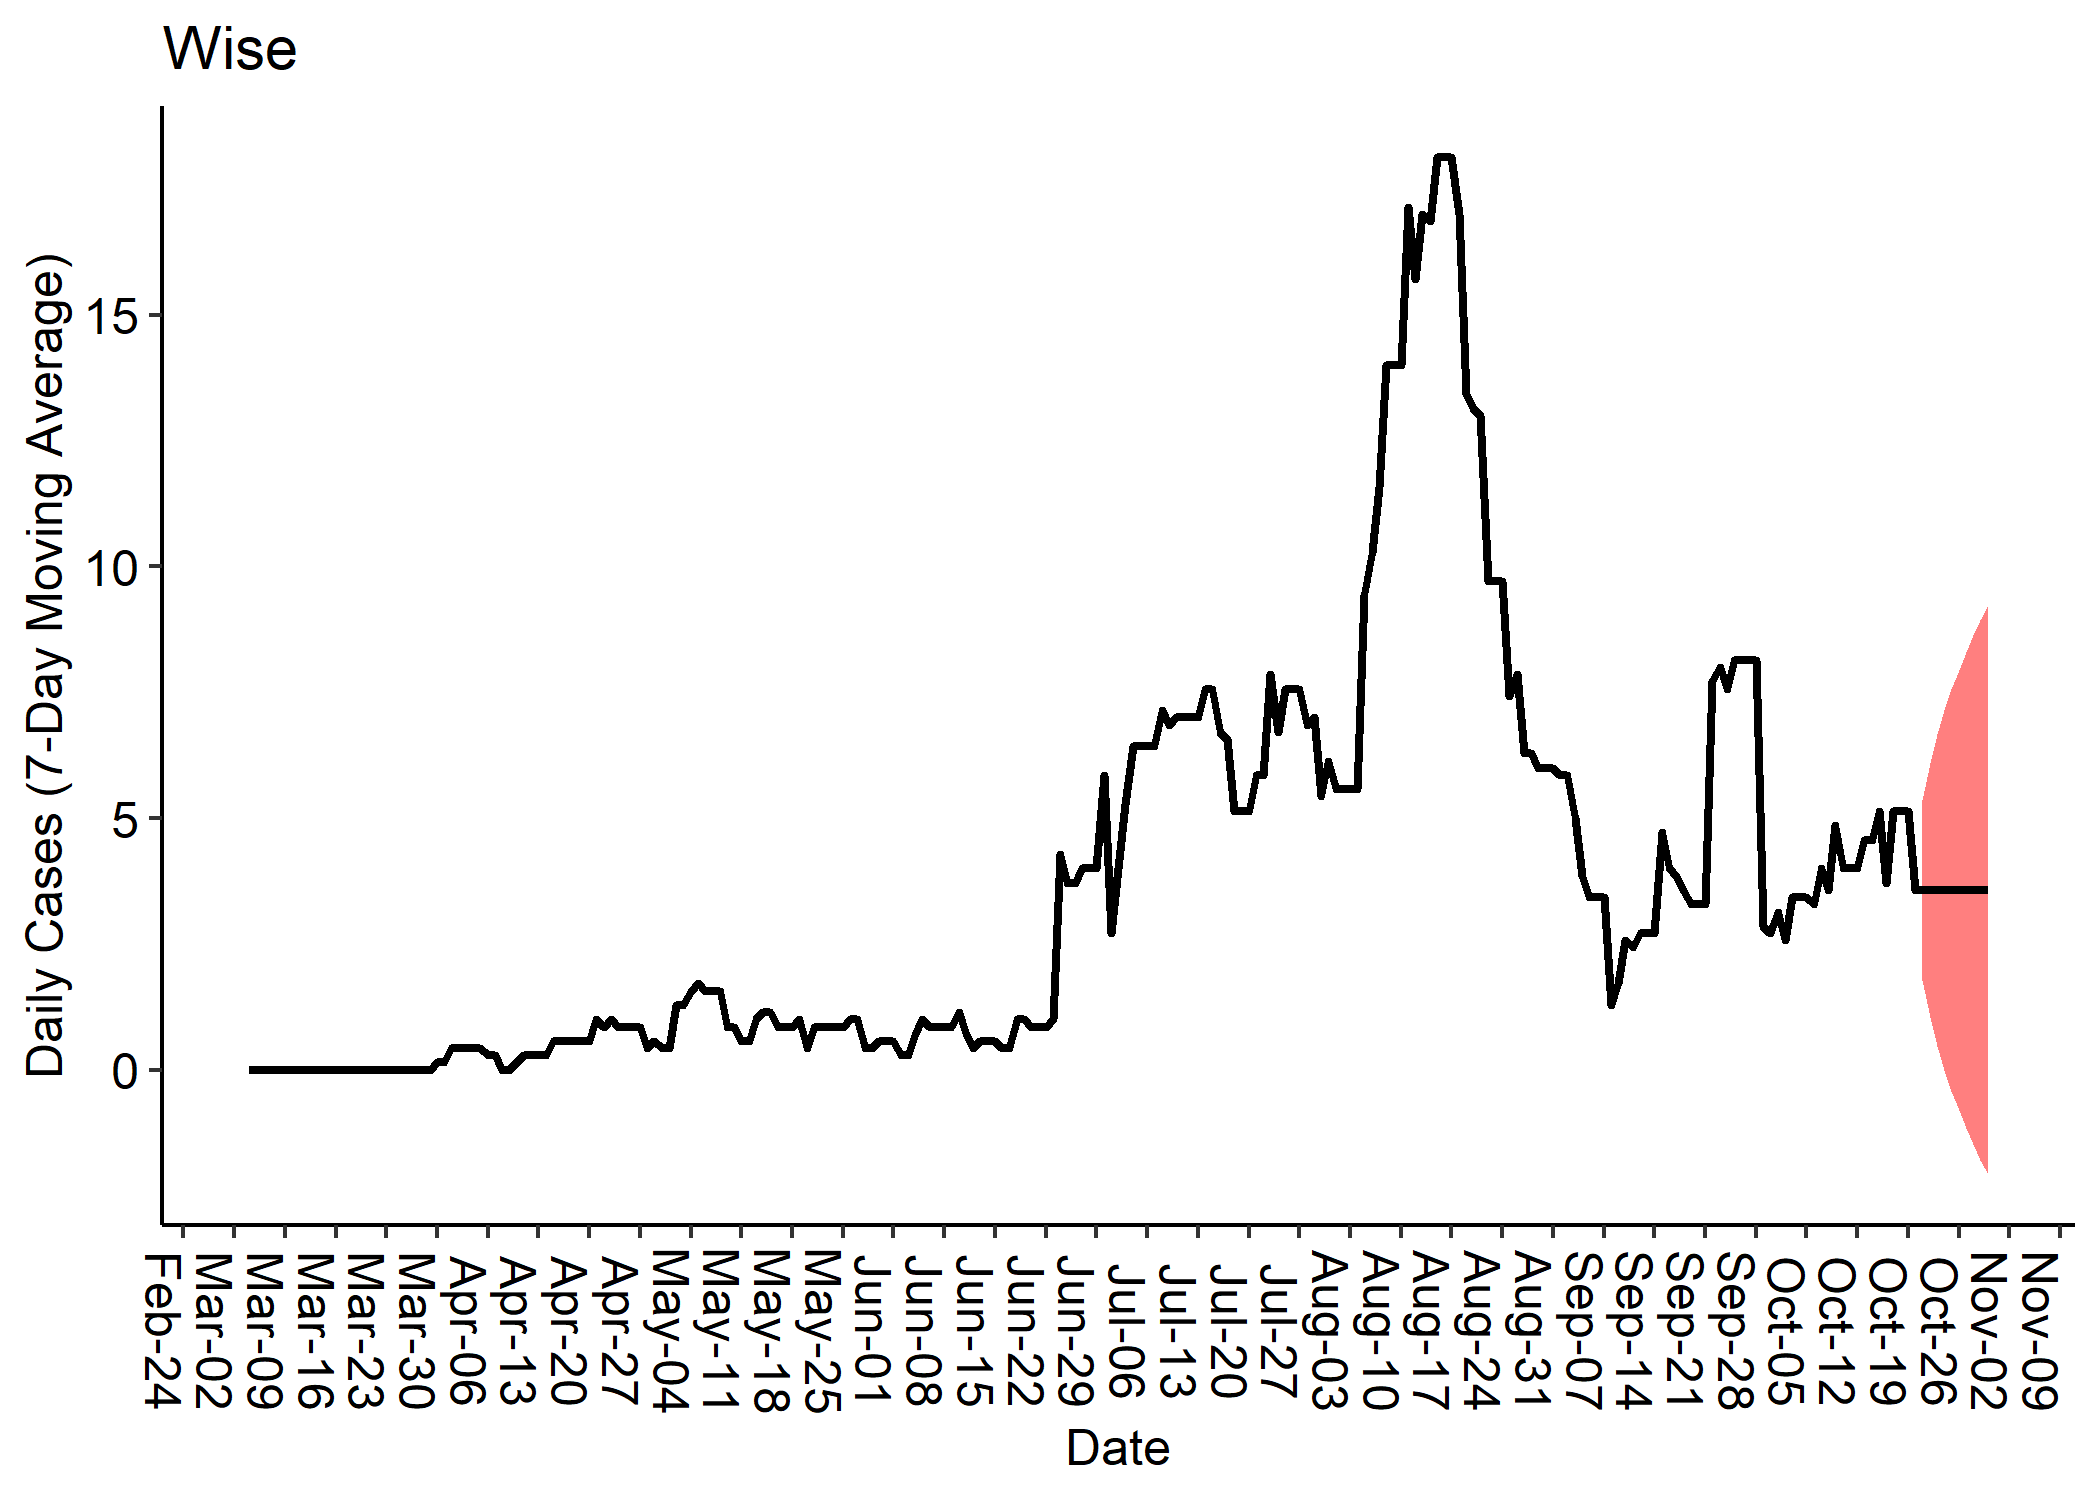 Wise
Daily Cases (7-Day Moving Average)
15
10
5
0
Feb-24
Mar-02
Mar-09
Mar-16
Mar-23
Mar-30
Apr-06
Apr-13
Apr-20
Apr-27
May-04
May-11
May-18
May-25
Jun-01
Jun-08
Jun-15
Jun-22
Jun-29
Jul-06
Jul-13
Jul-20
Jul-27
Aug-03
Aug-10
Aug-17
Aug-24
Aug-31
Sep-07
Sep-14
Sep-21
Sep-28
Oct-05
Oct-12
Oct-19
Oct-26
Nov-02
Nov-09
Date